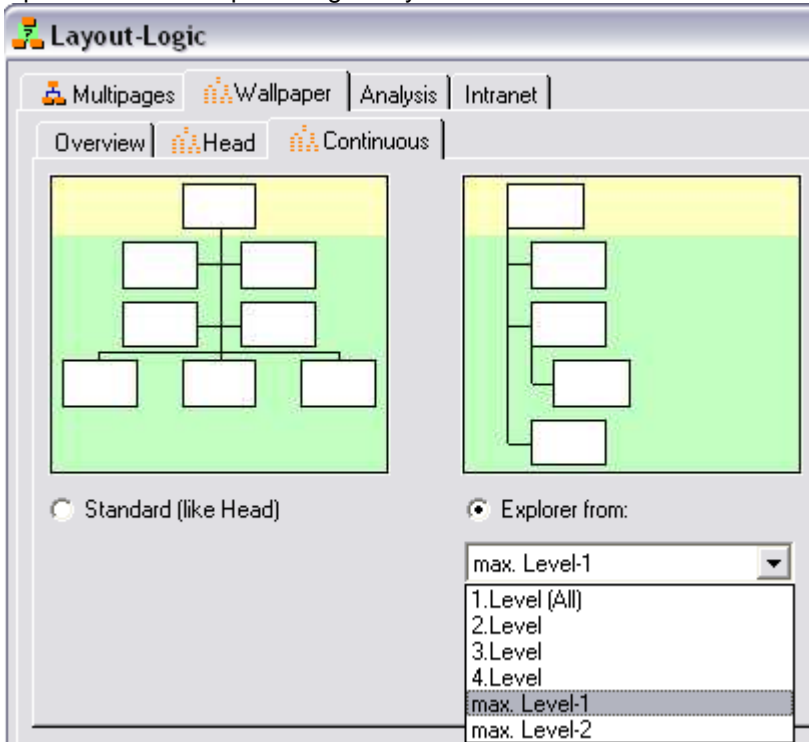 Layout-Logic
Multipages Wallpaper Analysis Intranet
Overview Head Continuous
Standard (like Head) Explorer from:
max. Level-1
1.Level (All)
2.Level
3.Level
4.Level
max. Level-1
max. Level-2